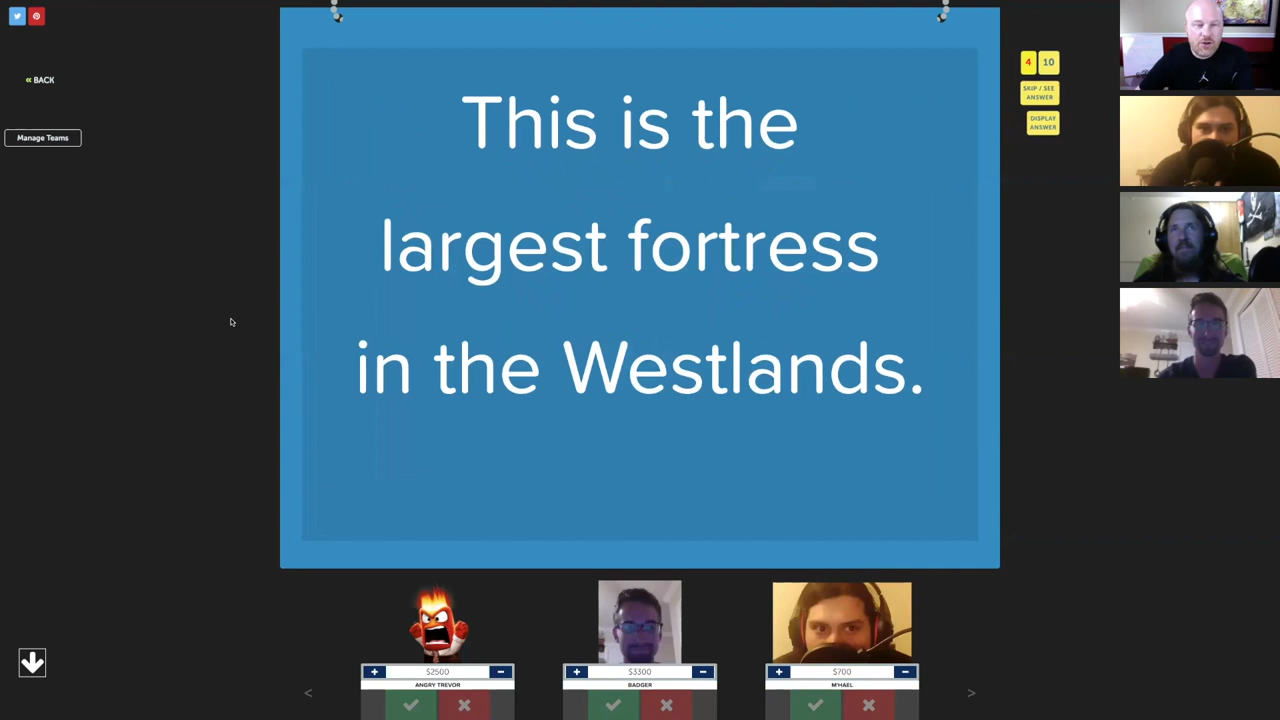 « BACK
Manage Teams
This is the
largest fortress
in the Westlands.
4 10
SKIP / SEE
ANSWER
DISPLAY
ANSWER
$2500
ANGRY TREVOR
$3300
BADGER
$700
M'HAEL